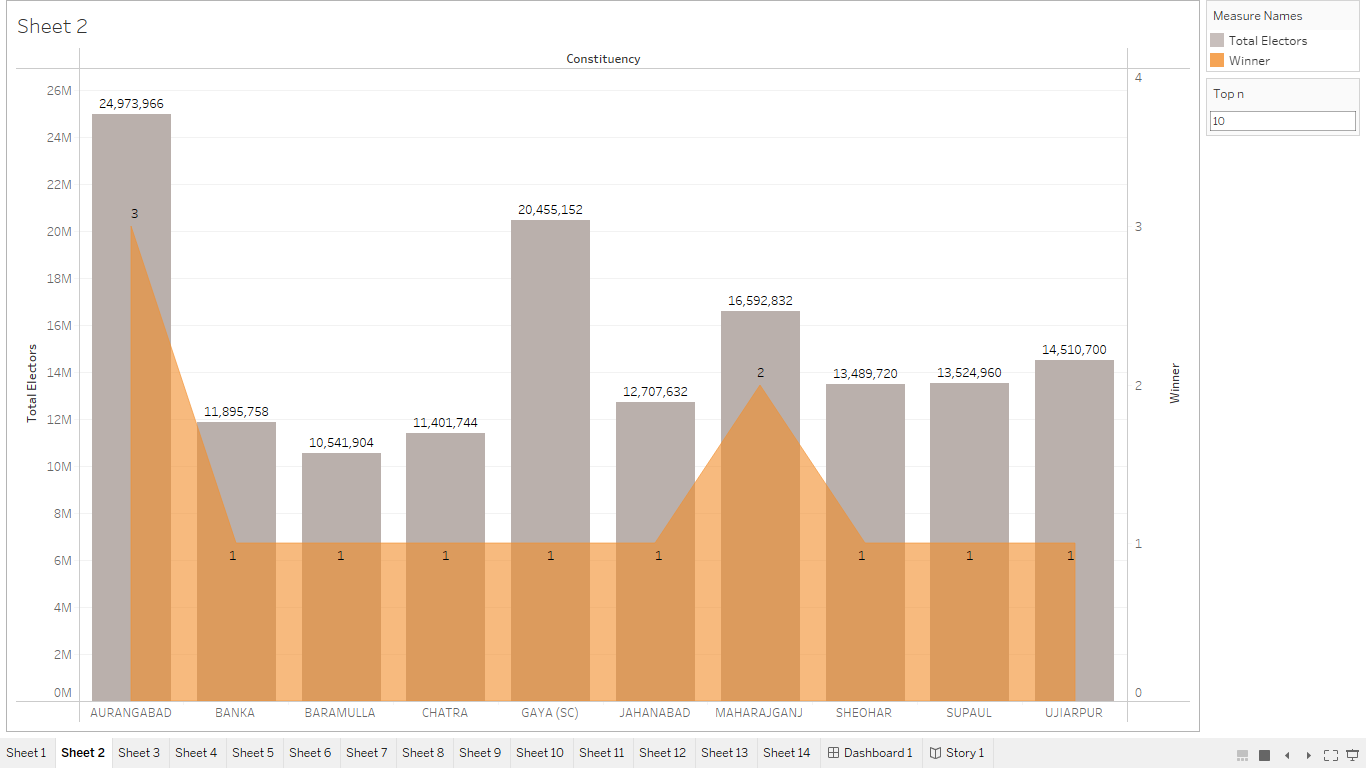 Sheet 2
Constituency
Total Electors
26M
24M
22M
20M
18M
16M
14M
12M
10M
8M
6M
4M
2M
0M
24,973,966
11,895,758
10,541,904
11,401,744
20,455,152
12,707,632
16,592,832
13,489,720
13,524,960
14,510,700
3
1
1
1
1
1
2
1
1
1
4
3
2
1
0
Winner
AURANGABAD BANKA BARAMULLA CHATRA GAYA (SC) JAHANABAD MAHARAJGANJ SHEOHAR SUPAUL UJIARPUR
Measure Names
Total Electors
Winner
Top n
10
Sheet 1 Sheet 2 Sheet 3 Sheet 4 Sheet 5 Sheet 6 Sheet 7 Sheet 8 Sheet 9 Sheet 10 Sheet 11 Sheet 12 Sheet 13 Sheet 14 Dashboard 1 Story 1